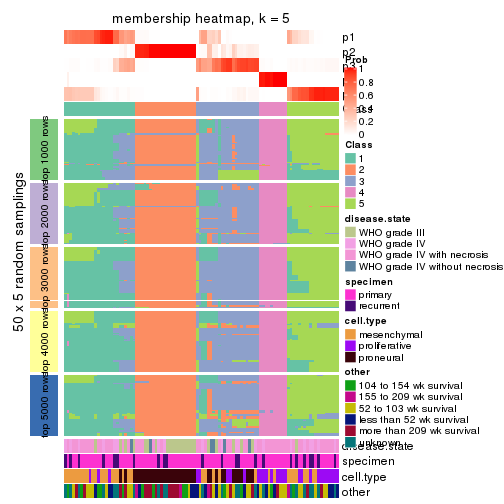 membership heatmap, k = 5
p1
p2
p3
Prob
1
0.8
0.6
0.4
0.2
0
Class
1
2
3
4
5
disease.state
WHO grade III
WHO grade IV
WHO grade IV with necrosis
WHO grade IV without necrosis
specimen
primary
recurrent
cell.type
mesenchymal
proliferative
proneural
other
104 to 154 wk survival
155 to 209 wk survival
52 to 103 wk survival
less than 52 wk survival
more than 209 wk survival
unknown
disease.state
specimen
cell.type
other
50 x 5 random samplings
top 1000 rows
top 2000 rows
top 3000 rows
top 4000 rows
top 5000 rows